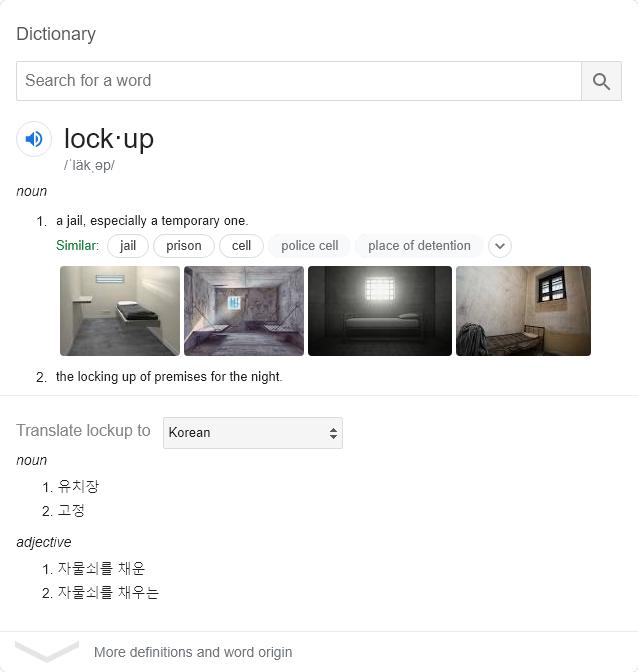 Dictionary
Search for a word
lock·up
/ˈläkˌəp/
noun
1. a jail, especially a temporary one.
Similar: jail prison cell police cell place of detention
2. the locking up of premises for the night.
Translate lockup to Korean
noun
1. 유치장
2. 고정
adjective
1. 자물쇠를 채운
2. 자물쇠를 채우는
More definitions and word origin